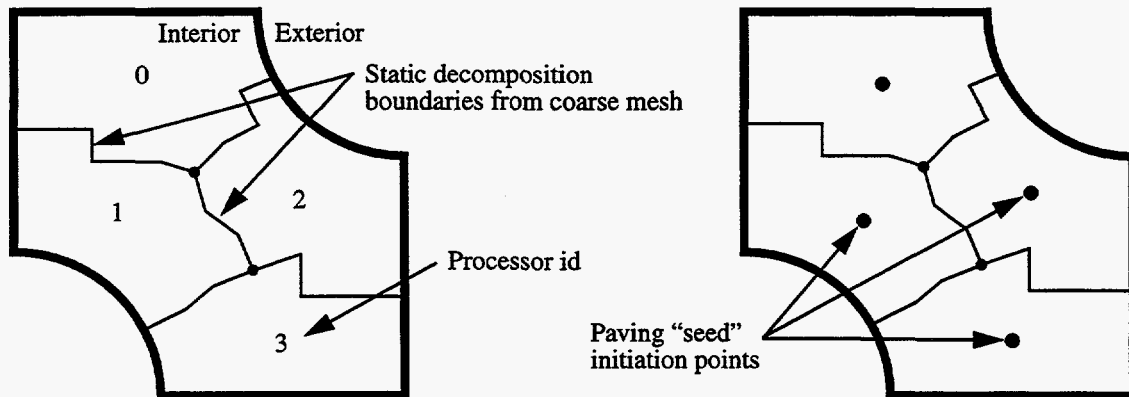 Interior Exterior
0
Static decomposition
boundaries from coarse mesh
1
2
Processor id
3
Paving “seed”
initiation points